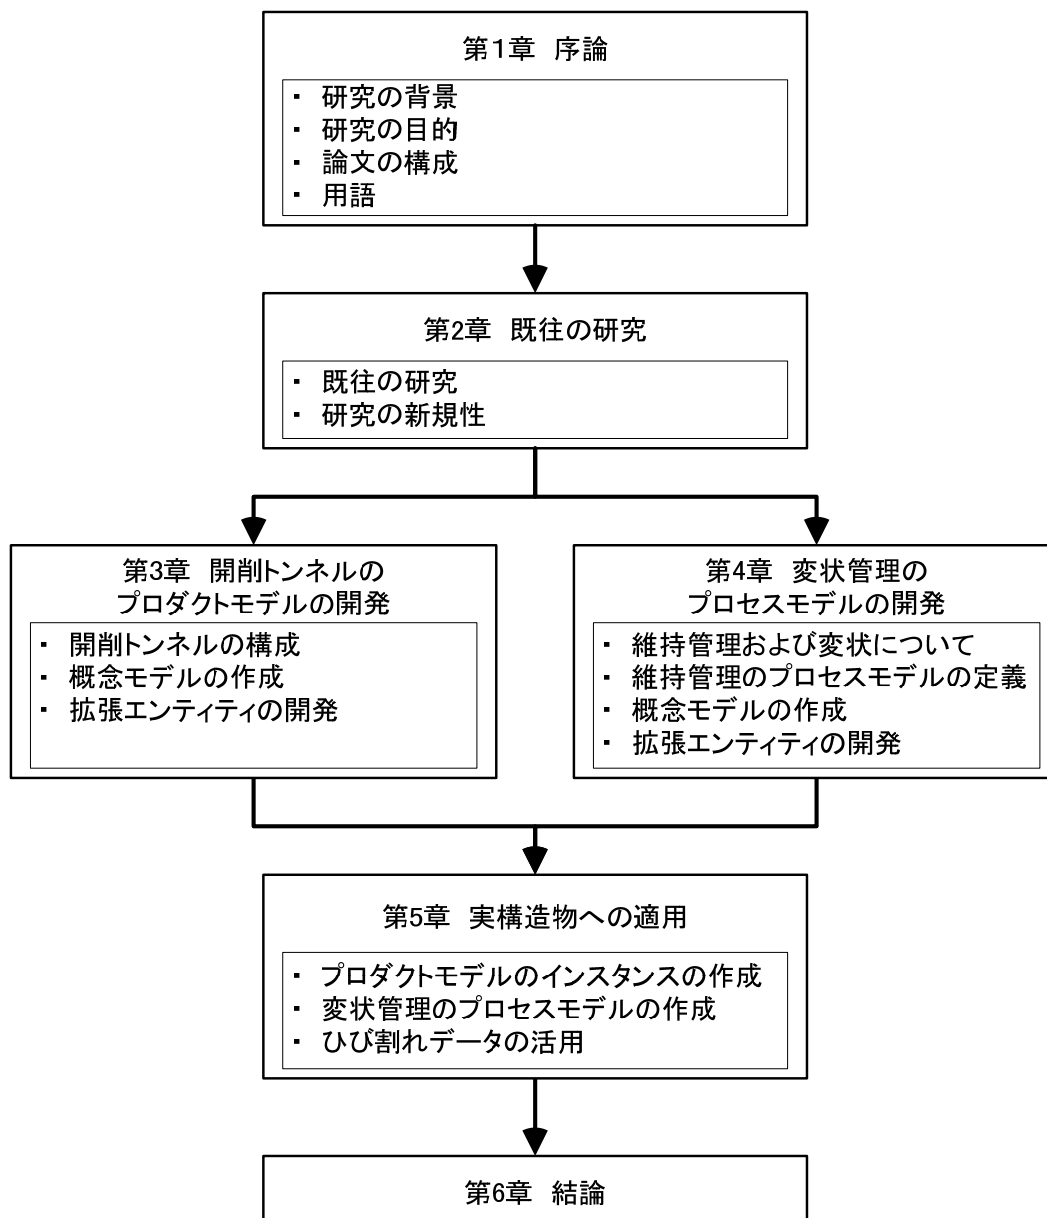 第1章 序論
・ 研究の背景
・ 研究の目的
・ 論文の構成
・ 用語
第2章 既往の研究
・ 既往の研究
・ 研究の新規性
第3章 開削トンネルの
プロダクトモデルの開発
・ 開削トンネルの構成
・ 概念モデルの作成
・ 拡張エンティティの開発
第4章 変状管理の
プロセスモデルの開発
・ 維持管理および変状について
・ 維持管理のプロセスモデルの定義
・ 概念モデルの作成
・ 拡張エンティティの開発
第5章 実構造物への適用
・ プロダクトモデルのインスタンスの作成
・ 変状管理のプロセスモデルの作成
・ ひび割れデータの活用
第6章 結論